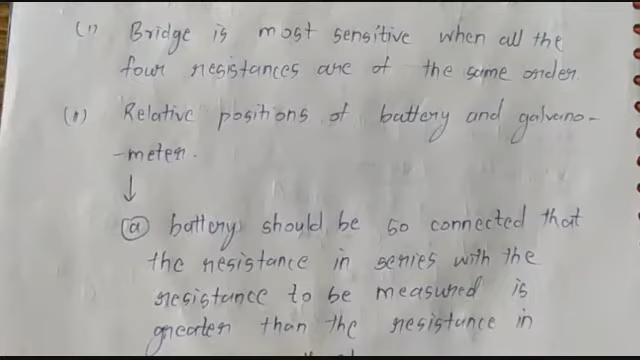 (i) Bridge is most sensitive when all the
four resistances are of the same order.
(ii) Relative positions of battery and galvano-
-meter.
↓
(a) battery should be so connected that
the resistance in series with the
resistance to be measured is
greater than the resistance in